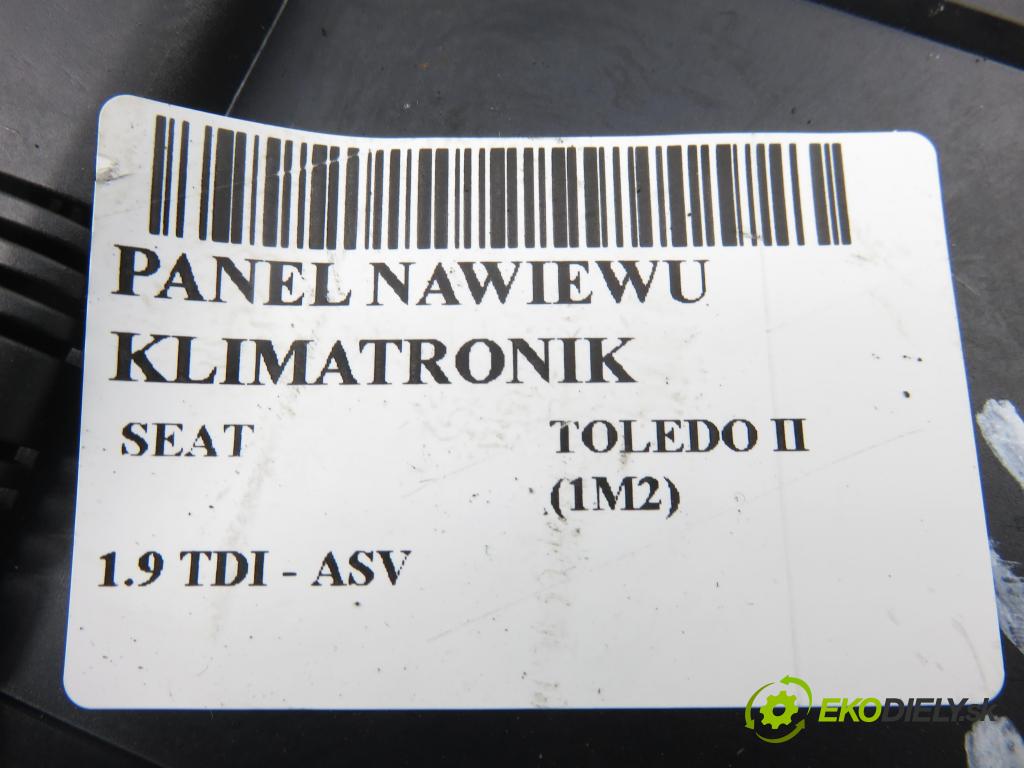 PANEL NAWIEWU
KLIMATRONIK
SEAT TOLEDO II
(1M2)
1.9 TDI - ASV
EKODIELY.sk